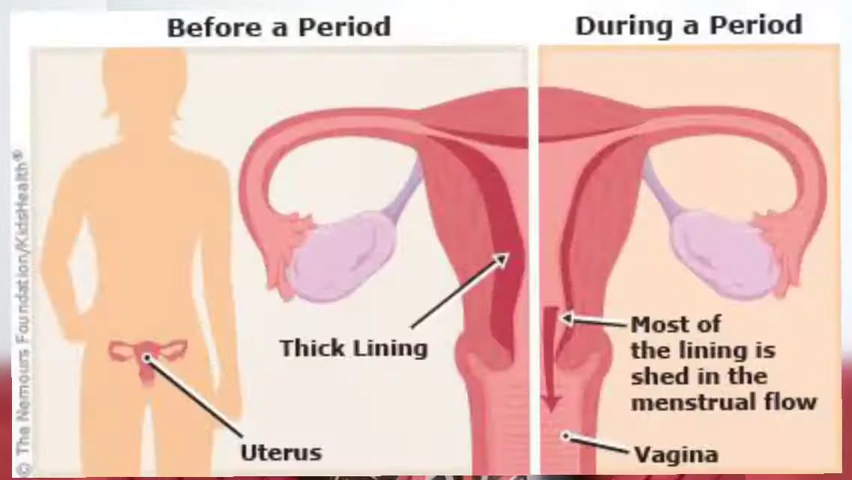 Before a Period
During a Period
Thick Lining
Uterus
Most of
the lining is
shed in the
menstrual flow
Vagina
© The Nemours Foundation/KidsHealth®